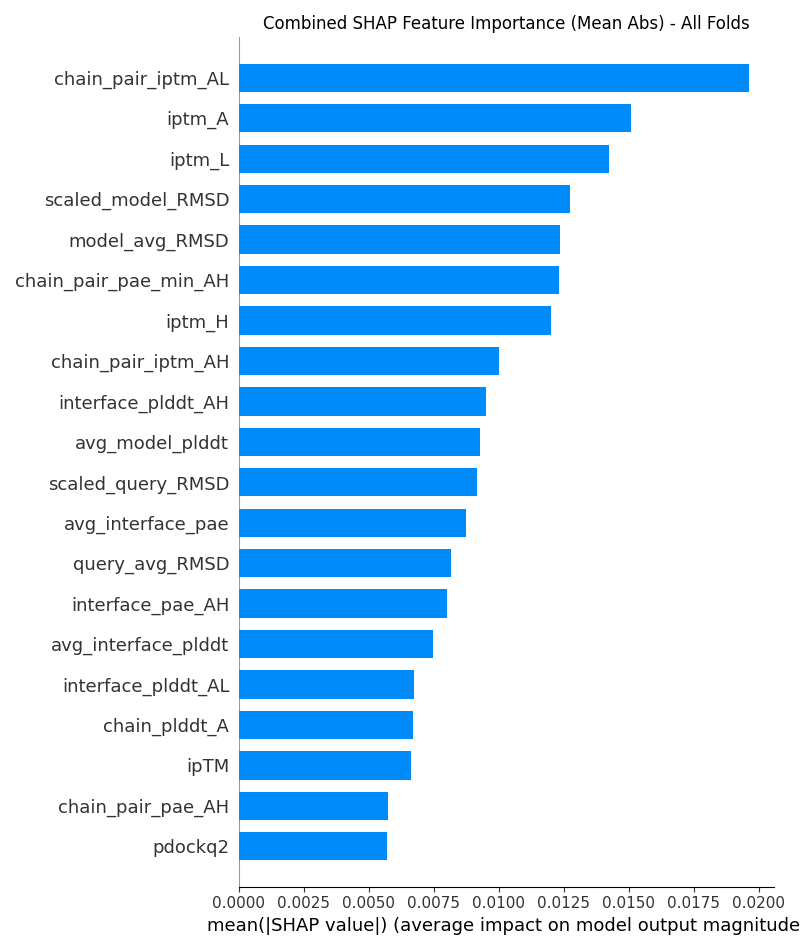 Combined SHAP Feature Importance (Mean Abs) - All Folds
chain_pair_iptm_AL
iptm_A
iptm_L
scaled_model_RMSD
model_avg_RMSD
chain_pair_pae_min_AH
iptm_H
chain_pair_iptm_AH
interface_plddt_AH
avg_model_plddt
scaled_query_RMSD
avg_interface_pae
query_avg_RMSD
interface_pae_AH
avg_interface_plddt
interface_plddt_AL
chain_plddt_A
ipTM
chain_pair_pae_AH
pdockq2
0.0000 0.0025 0.0050 0.0075 0.0100 0.0125 0.0150 0.0175 0.0200
mean(|SHAP value|) (average impact on model output magnitude